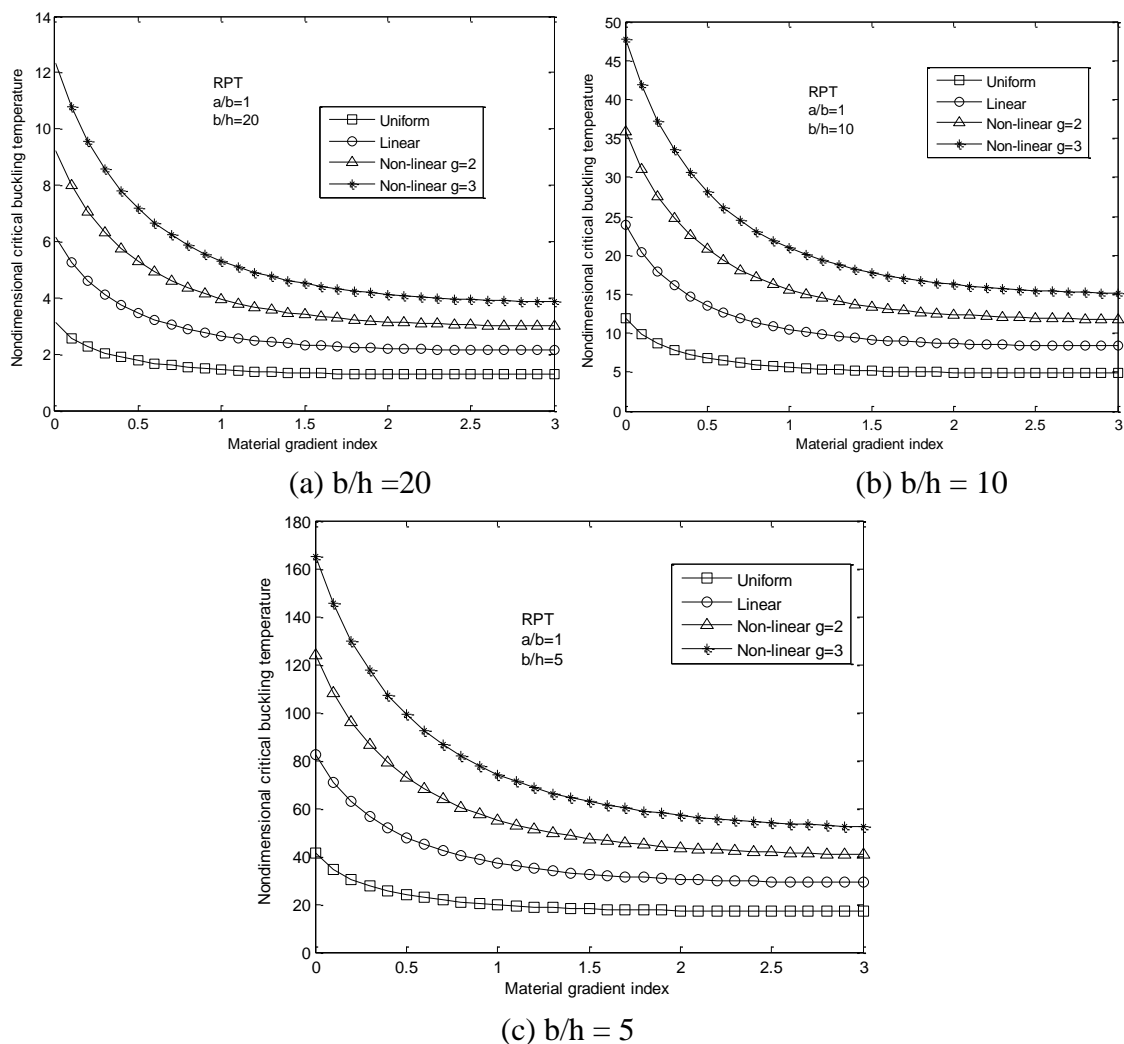 Nondimensional critical buckling temperature
14
12
10
8
6
4
2
0
RPT
a/b=1
b/h=20
Uniform
Linear
Non-linear g=2
Non-linear g=3
0 0.5 1 1.5 2 2.5 3
Material gradient index
(a) b/h =20
Nondimensional critical buckling temperature
50
45
40
35
30
25
20
15
10
5
0
RPT
a/b=1
b/h=10
Uniform
Linear
Non-linear g=2
Non-linear g=3
0 0.5 1 1.5 2 2.5 3
Material gradient index
(b) b/h = 10
Nondimensional critical buckling temperature
180
160
140
120
100
80
60
40
20
0
RPT
a/b=1
b/h=5
Uniform
Linear
Non-linear g=2
Non-linear g=3
0 0.5 1 1.5 2 2.5 3
Material gradient index
(c) b/h = 5